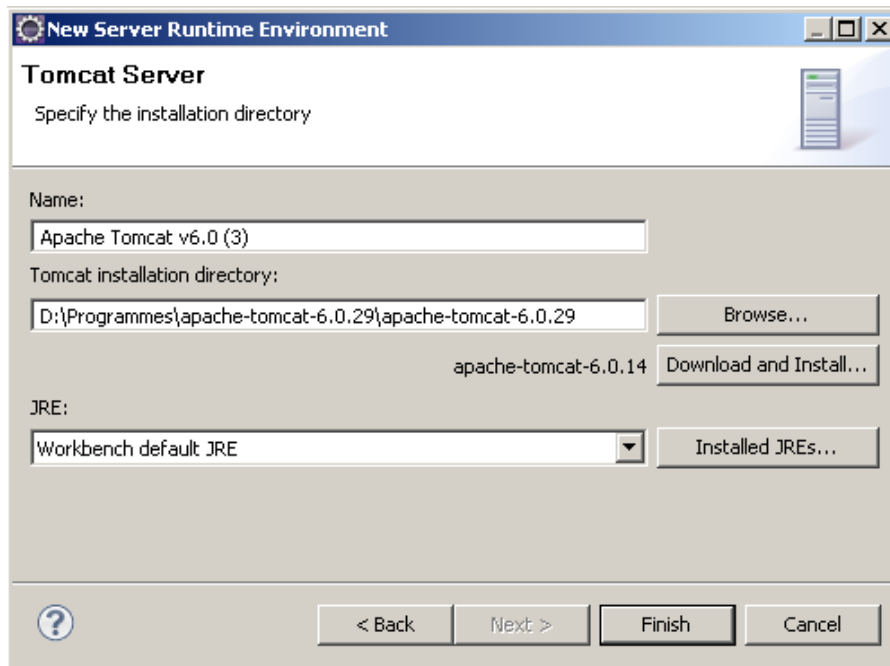 New Server Runtime Environment
Tomcat Server
Specify the installation directory
Name:
Apache Tomcat v6.0 (3)
Tomcat installation directory:
D:\Programmes\apache-tomcat-6.0.29\apache-tomcat-6.0.29
Browse...
apache-tomcat-6.0.14
Download and Install...
JRE:
Workbench default JRE
Installed JREs...
?
< Back
Next >
Finish
Cancel